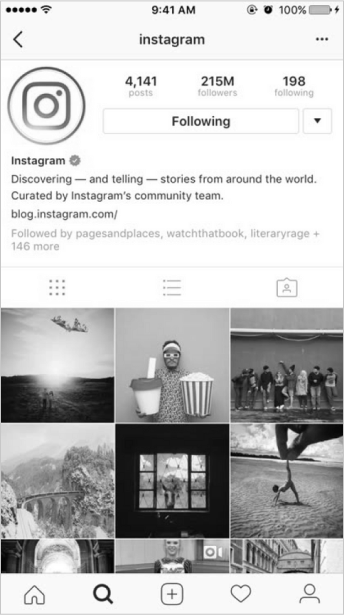 9:41 AM 100%
instagram
4,141 215M 198
posts followers following
Following
Instagram
Discovering — and telling — stories from around the world.
Curated by Instagram's community team.
blog.instagram.com/
Followed by pagesandplaces, watchthatbook, literaryrage +
146 more